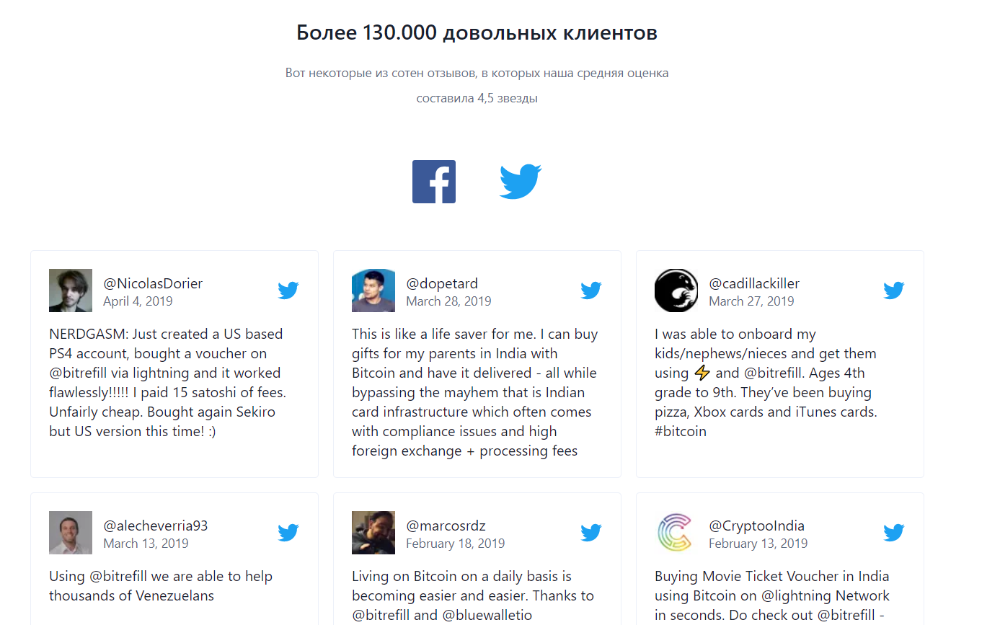 Более 130.000 довольных клиентов
Вот некоторые из сотен отзывов, в которых наша средняя оценка
составила 4,5 звезды
@NicolasDorier
April 4, 2019
NERDGASM: Just created a US based
PS4 account, bought a voucher on
@bitrefill via lightning and it worked
flawlessly!!!!! I paid 15 satoshi of fees.
Unfairly cheap. Bought again Sekiro
but US version this time! :)
@dopetard
March 28, 2019
This is like a life saver for me. I can buy
gifts for my parents in India with
Bitcoin and have it delivered - all while
bypassing the mayhem that is Indian
card infrastructure which often comes
with compliance issues and high
foreign exchange + processing fees
@cadillackiller
March 27, 2019
I was able to onboard my
kids/nephews/nieces and get them
using ⚡ and @bitrefill. Ages 4th
grade to 9th. They’ve been buying
pizza, Xbox cards and iTunes cards.
#bitcoin
@alecheverria93
March 13, 2019
Using @bitrefill we are able to help
thousands of Venezuelans
@marcosrdz
February 18, 2019
Living on Bitcoin on a daily basis is
becoming easier and easier. Thanks to
@bitrefill and @bluewalletio
@CryptooIndia
February 13, 2019
Buying Movie Ticket Voucher in India
using Bitcoin on @lightning Network
in seconds. Do check out @bitrefill -